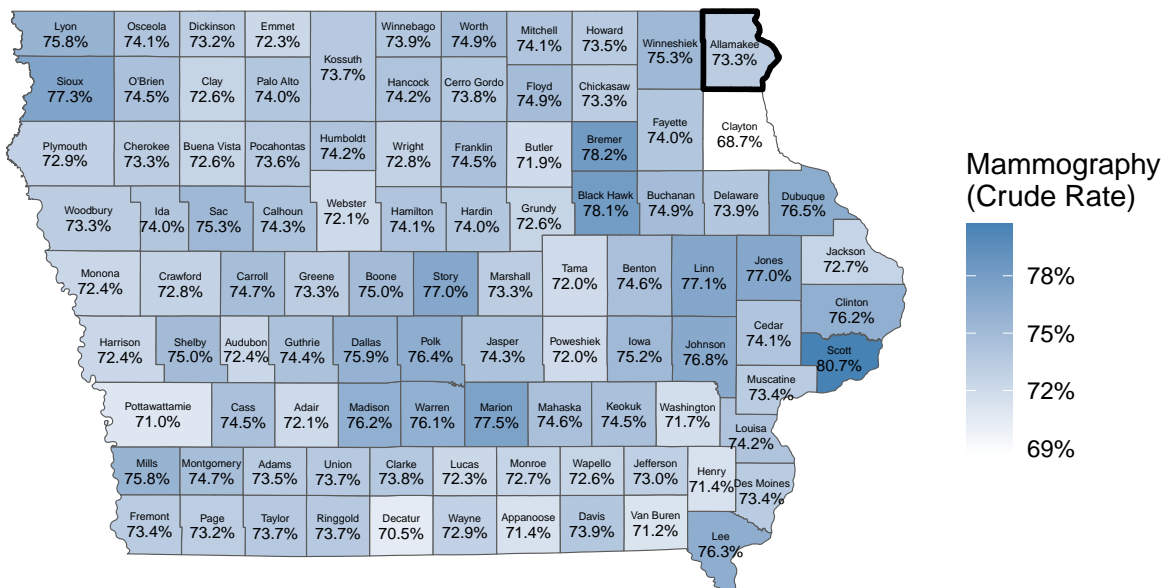 Lyon
75.8%
Osceola
74.1%
Dickinson
73.2%
Emmet
72.3%
Kossuth
73.7%
Winnebago
73.9%
Worth
74.9%
Mitchell
74.1%
Howard
73.5%
Winneshiek
75.3%
Allamakee
73.3%
Sioux
77.3%
O'Brien
74.5%
Clay
72.6%
Palo Alto
74.0%
Hancock
74.2%
Cerro Gordo
73.8%
Floyd
74.9%
Chickasaw
73.3%
Fayette
74.0%
Clayton
68.7%
Plymouth
72.9%
Cherokee
73.3%
Buena Vista
72.6%
Pocahontas
73.6%
Humboldt
74.2%
Wright
72.8%
Franklin
74.5%
Butler
71.9%
Bremer
78.2%
Woodbury
73.3%
Ida
74.0%
Sac
75.3%
Calhoun
74.3%
Webster
72.1%
Hamilton
74.1%
Hardin
74.0%
Grundy
72.6%
Black Hawk
78.1%
Buchanan
74.9%
Delaware
73.9%
Dubuque
76.5%
Monona
72.4%
Crawford
72.8%
Carroll
74.7%
Greene
73.3%
Boone
75.0%
Story
77.0%
Marshall
73.3%
Tama
72.0%
Benton
74.6%
Linn
77.1%
Jones
77.0%
Jackson
72.7%
Clinton
76.2%
Harrison
72.4%
Shelby
75.0%
Audubon
72.4%
Guthrie
74.4%
Dallas
75.9%
Polk
76.4%
Jasper
74.3%
Poweshiek
72.0%
Iowa
75.2%
Johnson
76.8%
Cedar
74.1%
Scott
80.7%
Muscatine
73.4%
Pottawattamie
71.0%
Cass
74.5%
Adair
72.1%
Madison
76.2%
Warren
76.1%
Marion
77.5%
Mahaska
74.6%
Keokuk
74.5%
Washington
71.7%
Louisa
74.2%
Mills
75.8%
Montgomery
74.7%
Adams
73.5%
Union
73.7%
Clarke
73.8%
Lucas
72.3%
Monroe
72.7%
Wapello
72.6%
Jefferson
73.0%
Henry
71.4%
Des Moines
73.4%
Fremont
73.4%
Page
73.2%
Taylor
73.7%
Ringgold
73.7%
Decatur
70.5%
Wayne
72.9%
Appanoose
71.4%
Davis
73.9%
Van Buren
71.2%
Lee
76.3%
Mammography
(Crude Rate)
78%
75%
72%
69%